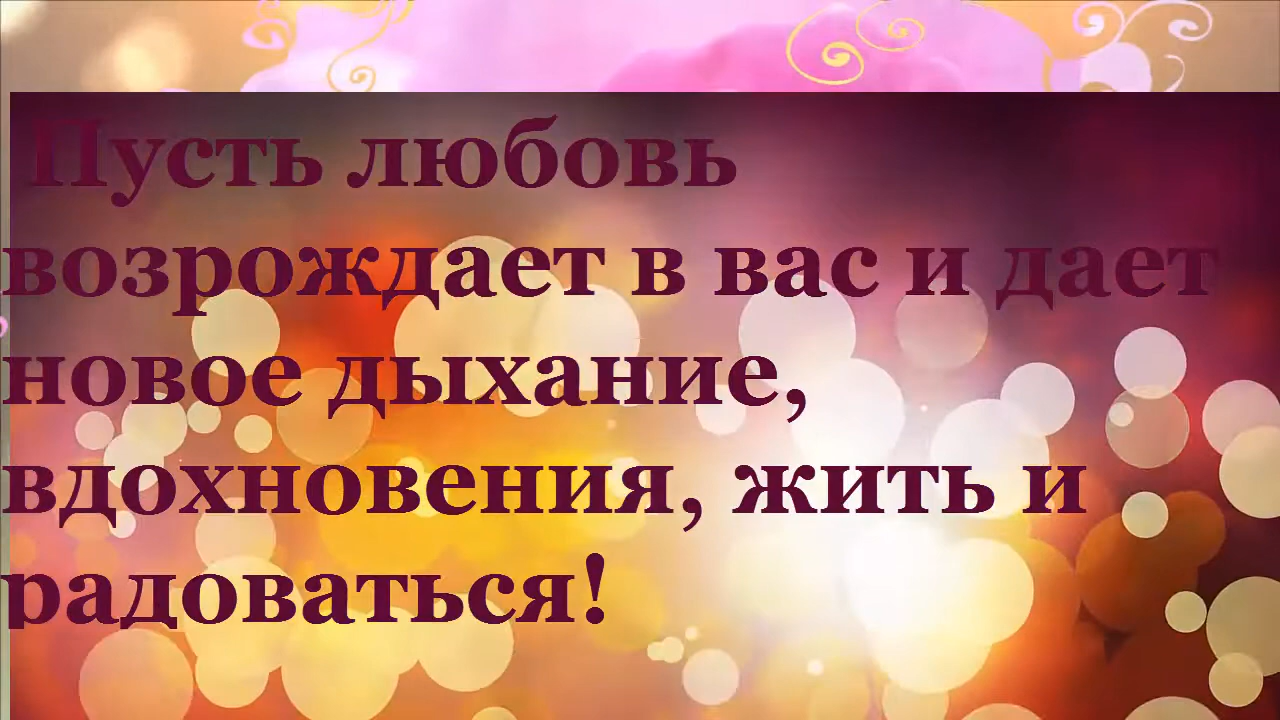 Пусть любовь
возрождает в вас и дает
новое дыхание,
вдохновения, жить и
радоваться!